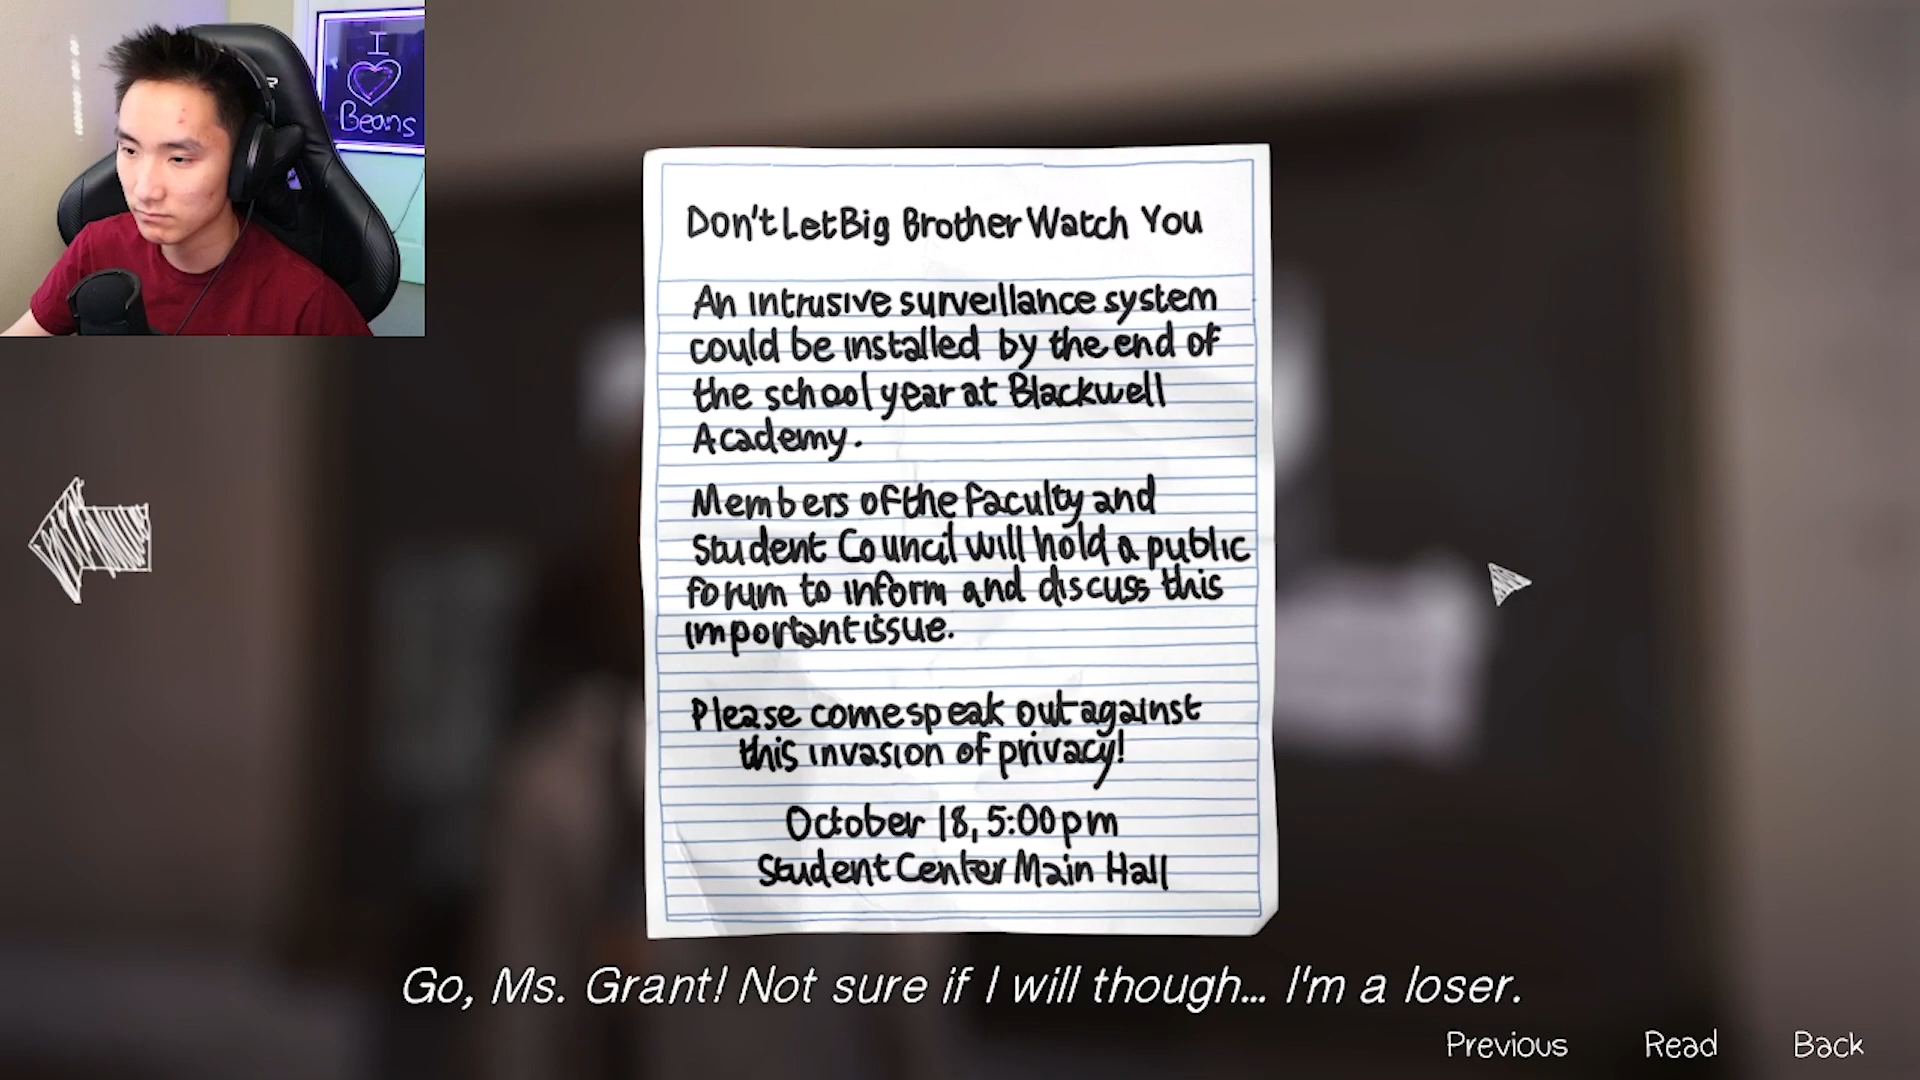 I
Beans
Don't Let Big Brother Watch You
An intrusive surveillance system
could be installed by the end of
the school year at Blackwell
Academy.
Members of the faculty and
Student Council will hold a public
forum to inform and discuss this
important issue.
Please come speak out against
this invasion of privacy!
October 18, 5:00pm
Student Center Main Hall
Go, Ms. Grant! Not sure if I will though... I'm a loser.
Previous Read Back